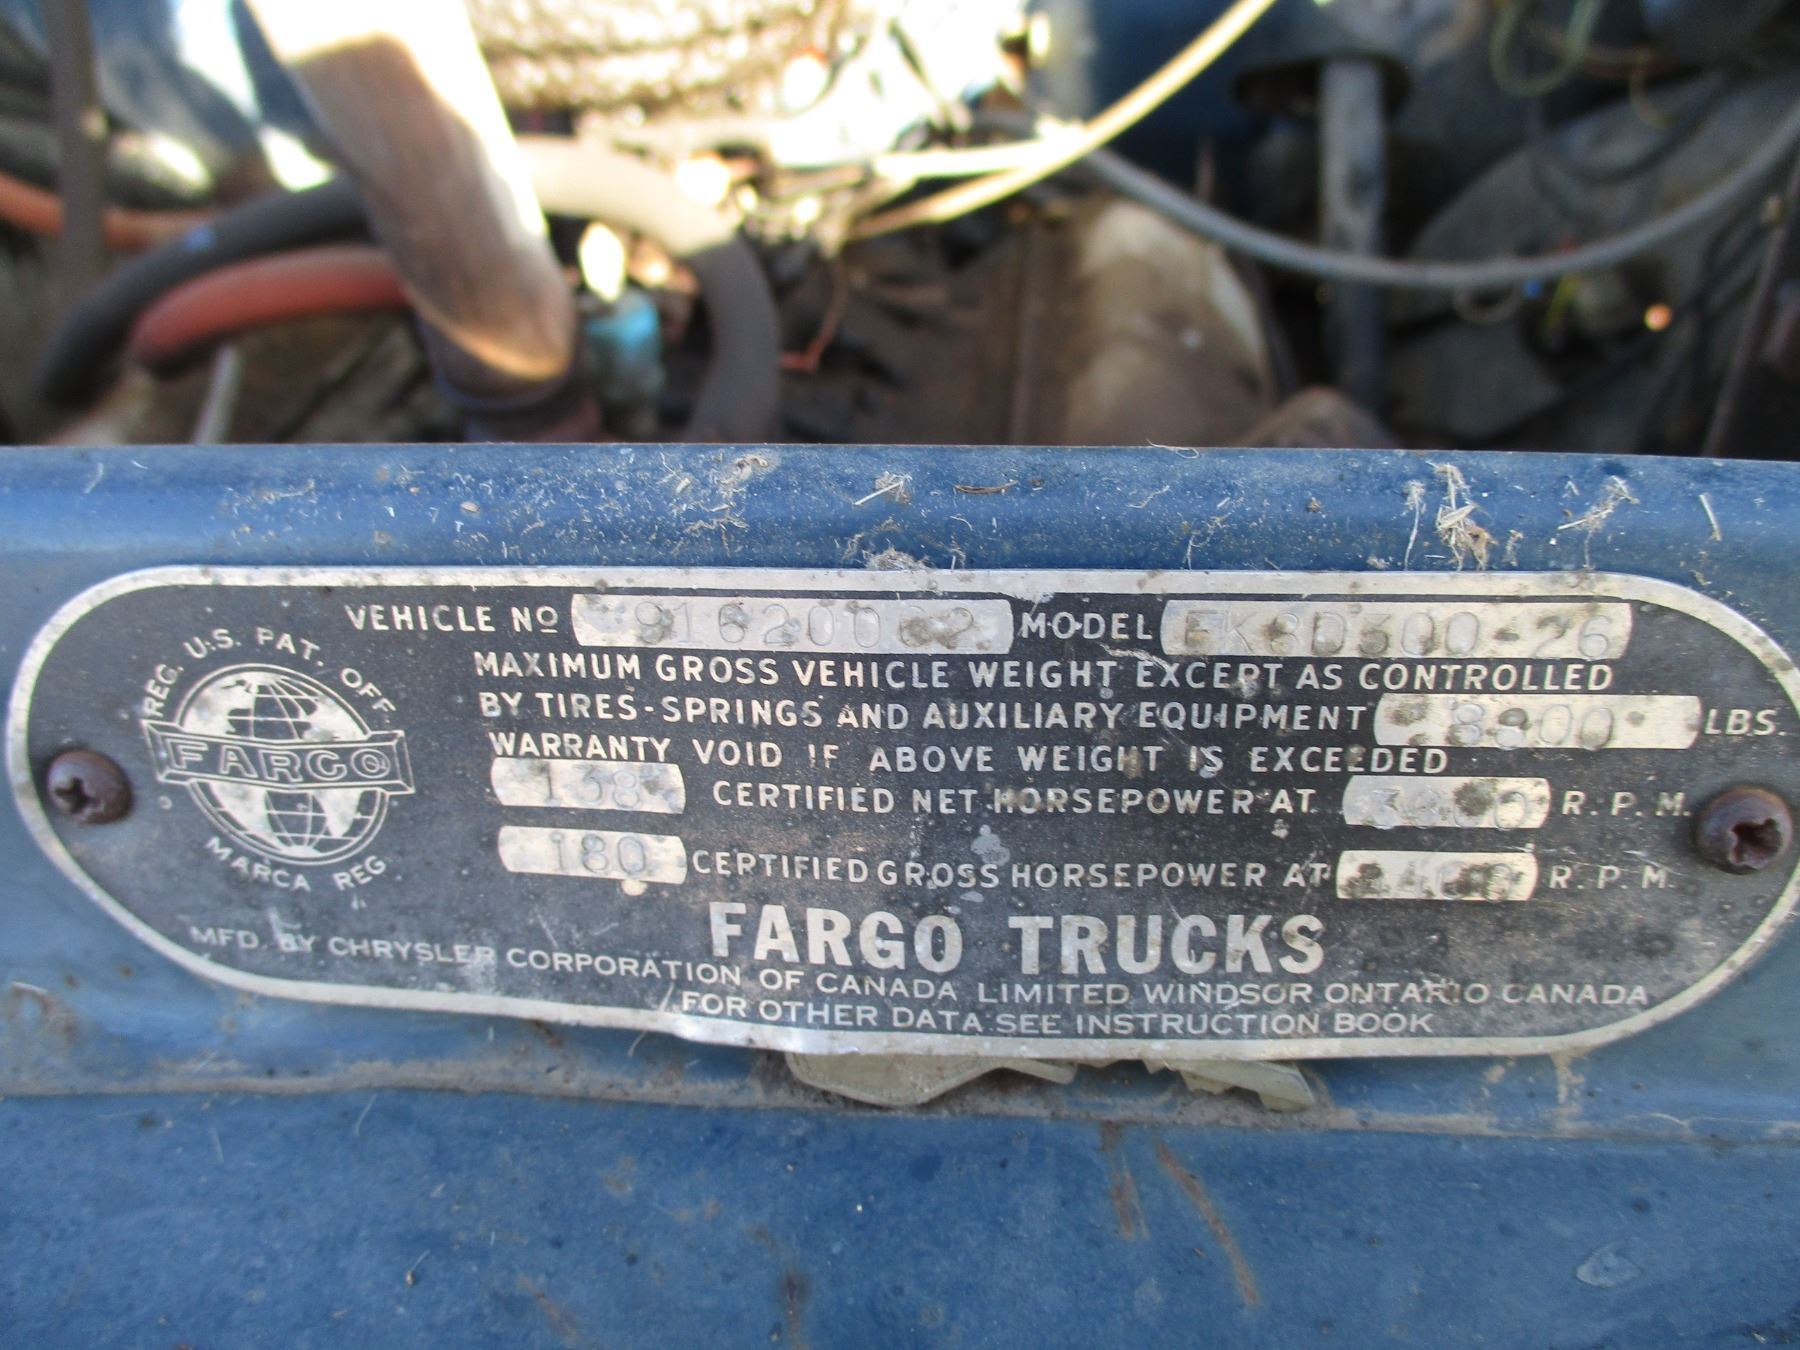 VEHICLE Nº MODEL
MAXIMUM GROSS VEHICLE WEIGHT EXCEPT AS CONTROLLED
BY TIRES-SPRINGS AND AUXILIARY EQUIPMENT 8800 LBS.
WARRANTY VOID IF ABOVE WEIGHT IS EXCEEDED
138 CERTIFIED NET HORSEPOWER AT R.P.M.
180 CERTIFIED GROSS HORSEPOWER AT R.P.M.
REG. U.S. PAT. OFF.
FARGO
MARCA REG
FARGO TRUCKS
MFD. BY CHRYSLER CORPORATION OF CANADA LIMITED WINDSOR ONTARIO CANADA
FOR OTHER DATA SEE INSTRUCTION BOOK